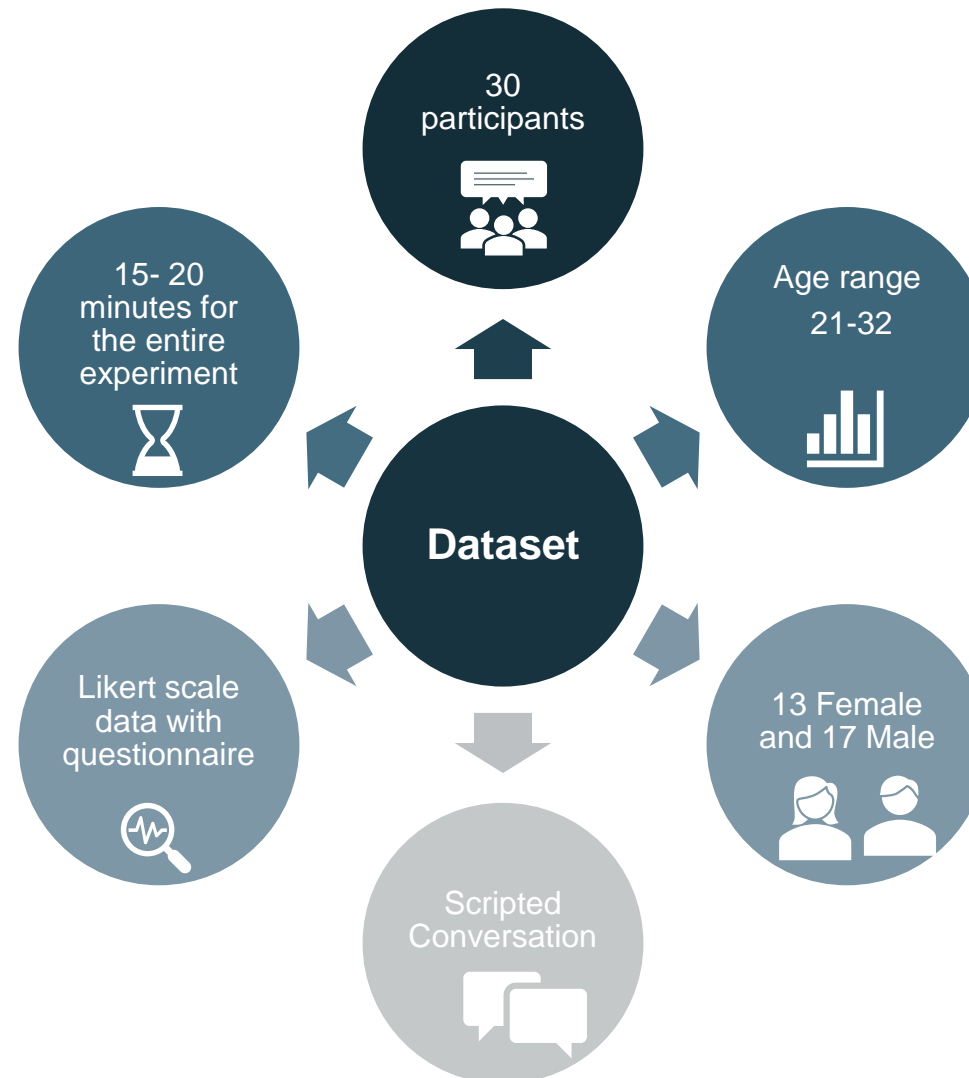 30
participants
15- 20
minutes for
the entire
experiment
Age range
21-32
Dataset
Likert scale
data with
questionnaire
13 Female
and 17 Male
Scripted
Conversation